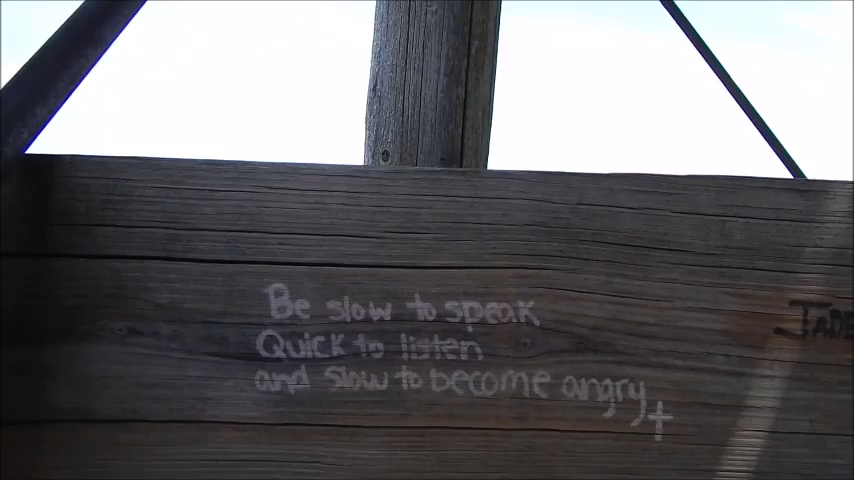 Be slow to speak
Quick to listen
and slow to become angry +